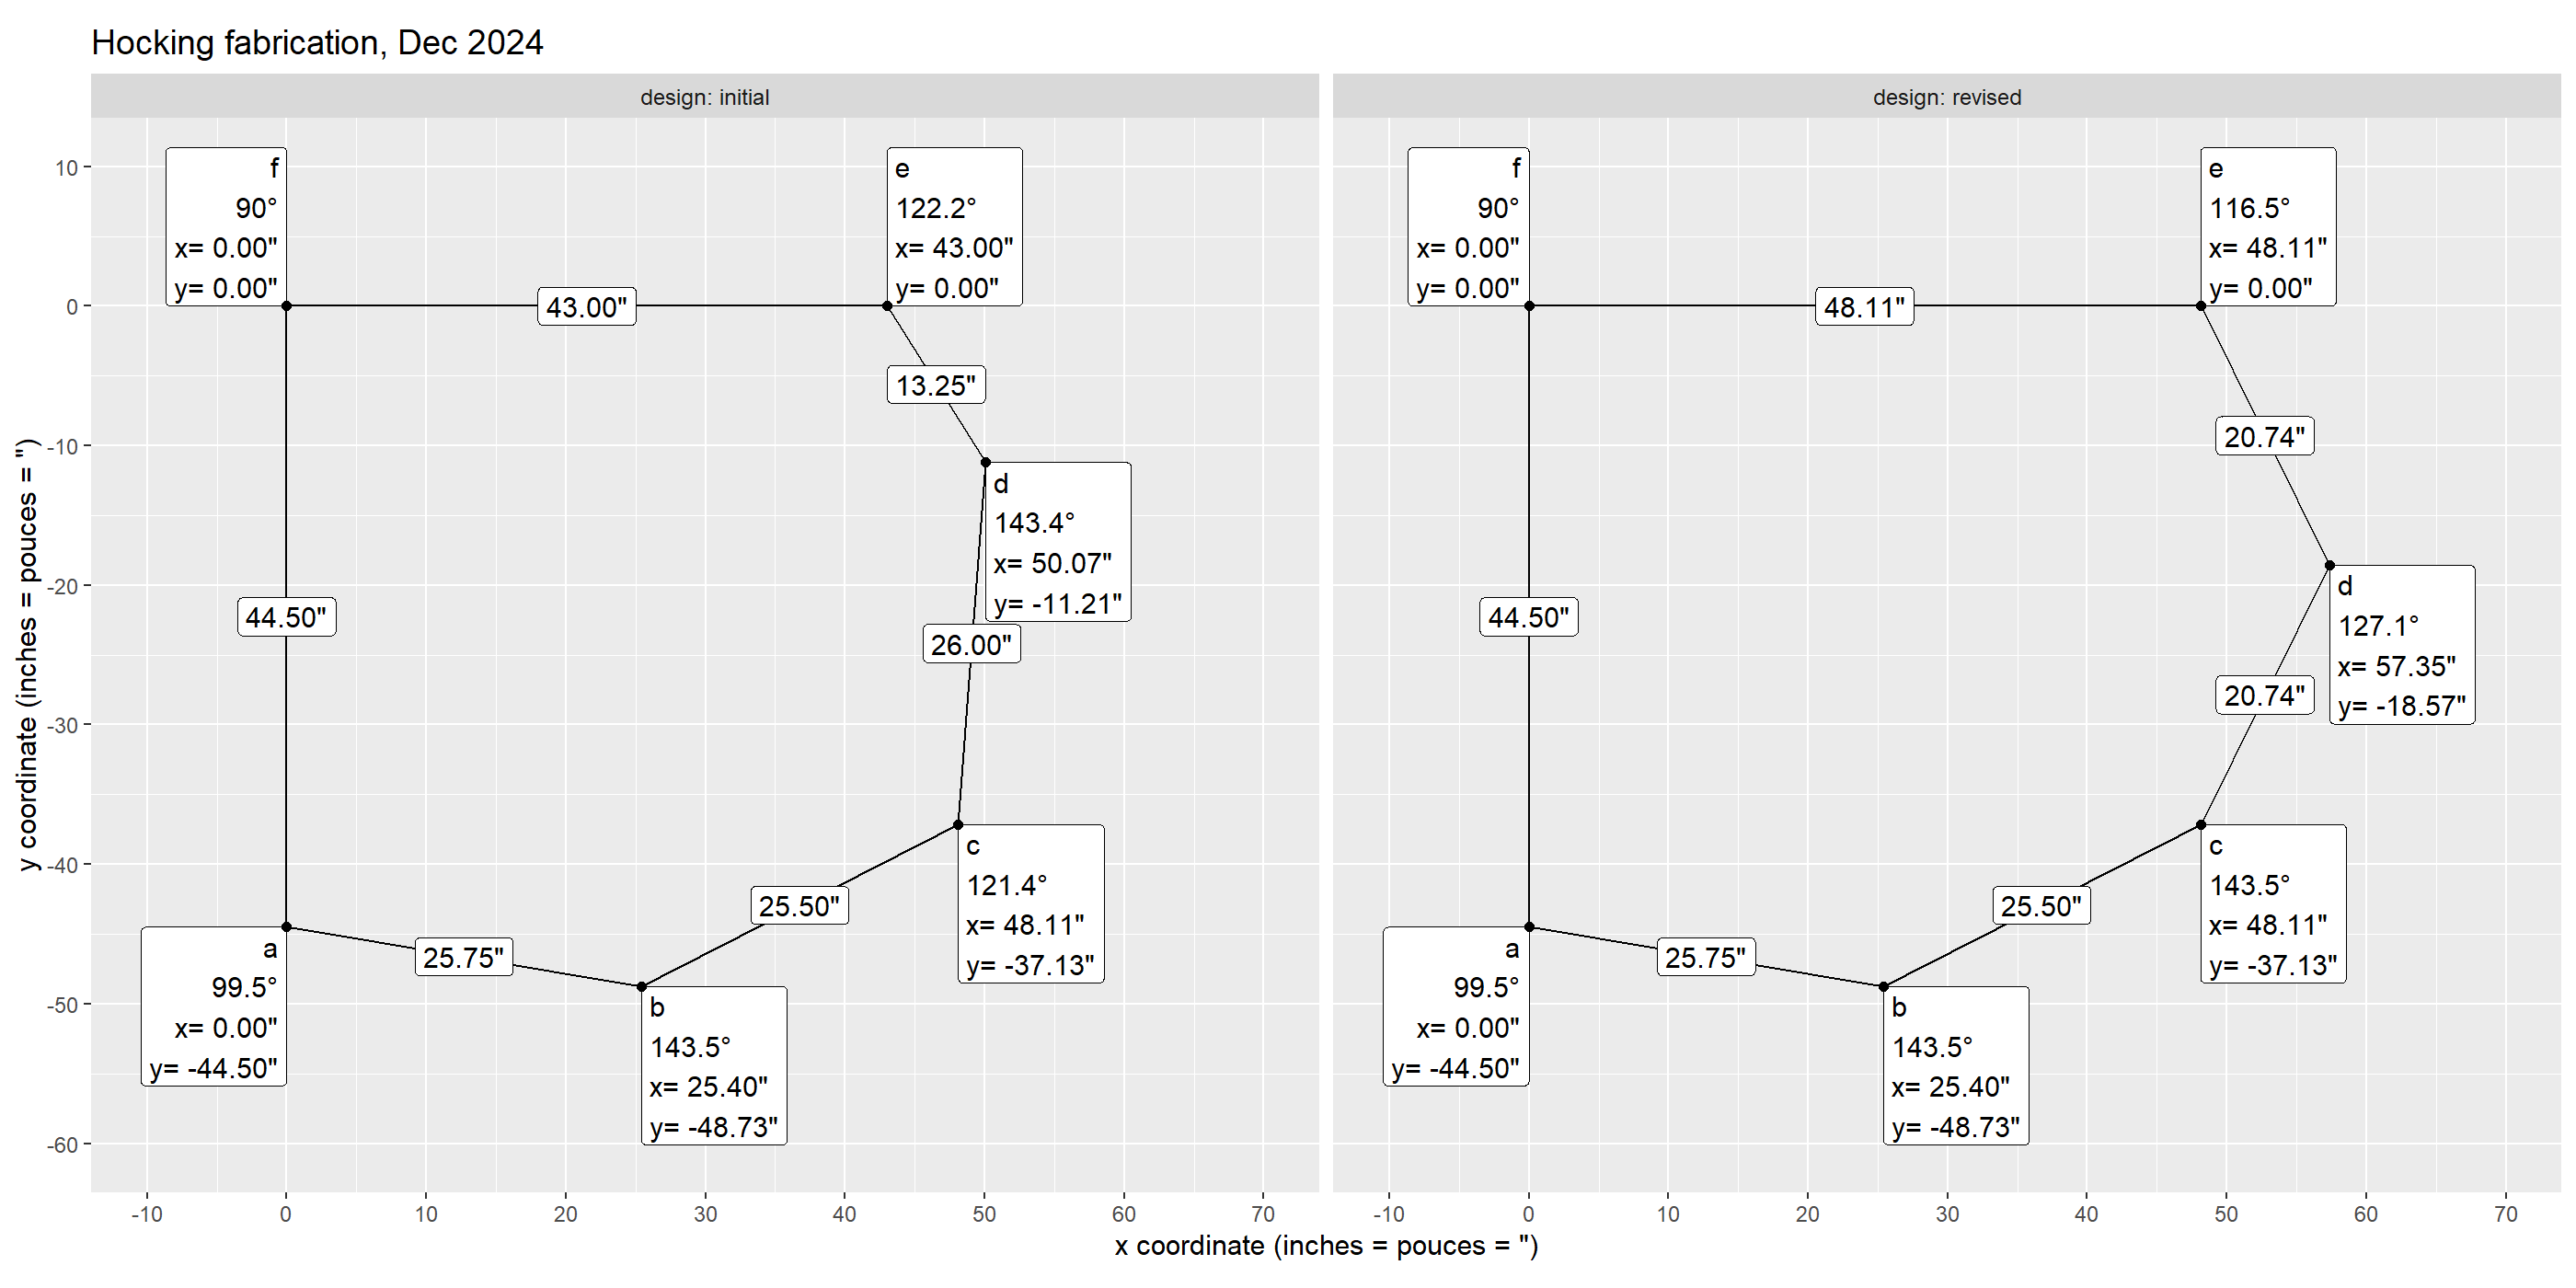 Hocking fabrication, Dec 2024
design: initial
design: revised
y coordinate (inches = pouces = ")
10
0
-10
-20
-30
-40
-50
-60
f
90°
x= 0.00"
y= 0.00"
e
122.2°
x= 43.00"
y= 0.00"
43.00"
13.25"
d
143.4°
x= 50.07"
y= -11.21"
44.50"
26.00"
c
121.4°
x= 48.11"
y= -37.13"
25.50"
a
99.5°
x= 0.00"
y= -44.50"
25.75"
b
143.5°
x= 25.40"
y= -48.73"
f
90°
x= 0.00"
y= 0.00"
e
116.5°
x= 48.11"
y= 0.00"
48.11"
20.74"
d
127.1°
x= 57.35"
y= -18.57"
44.50"
20.74"
c
143.5°
x= 48.11"
y= -37.13"
25.50"
a
99.5°
x= 0.00"
y= -44.50"
25.75"
b
143.5°
x= 25.40"
y= -48.73"
-10 0 10 20 30 40 50 60 70
-10 0 10 20 30 40 50 60 70
x coordinate (inches = pouces = ")